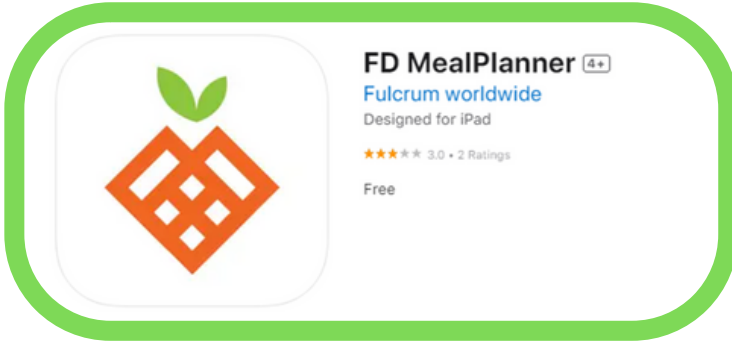 FD MealPlanner 4+
Fulcrum worldwide
Designed for iPad
★★★★★ 3.0 • 2 Ratings
Free